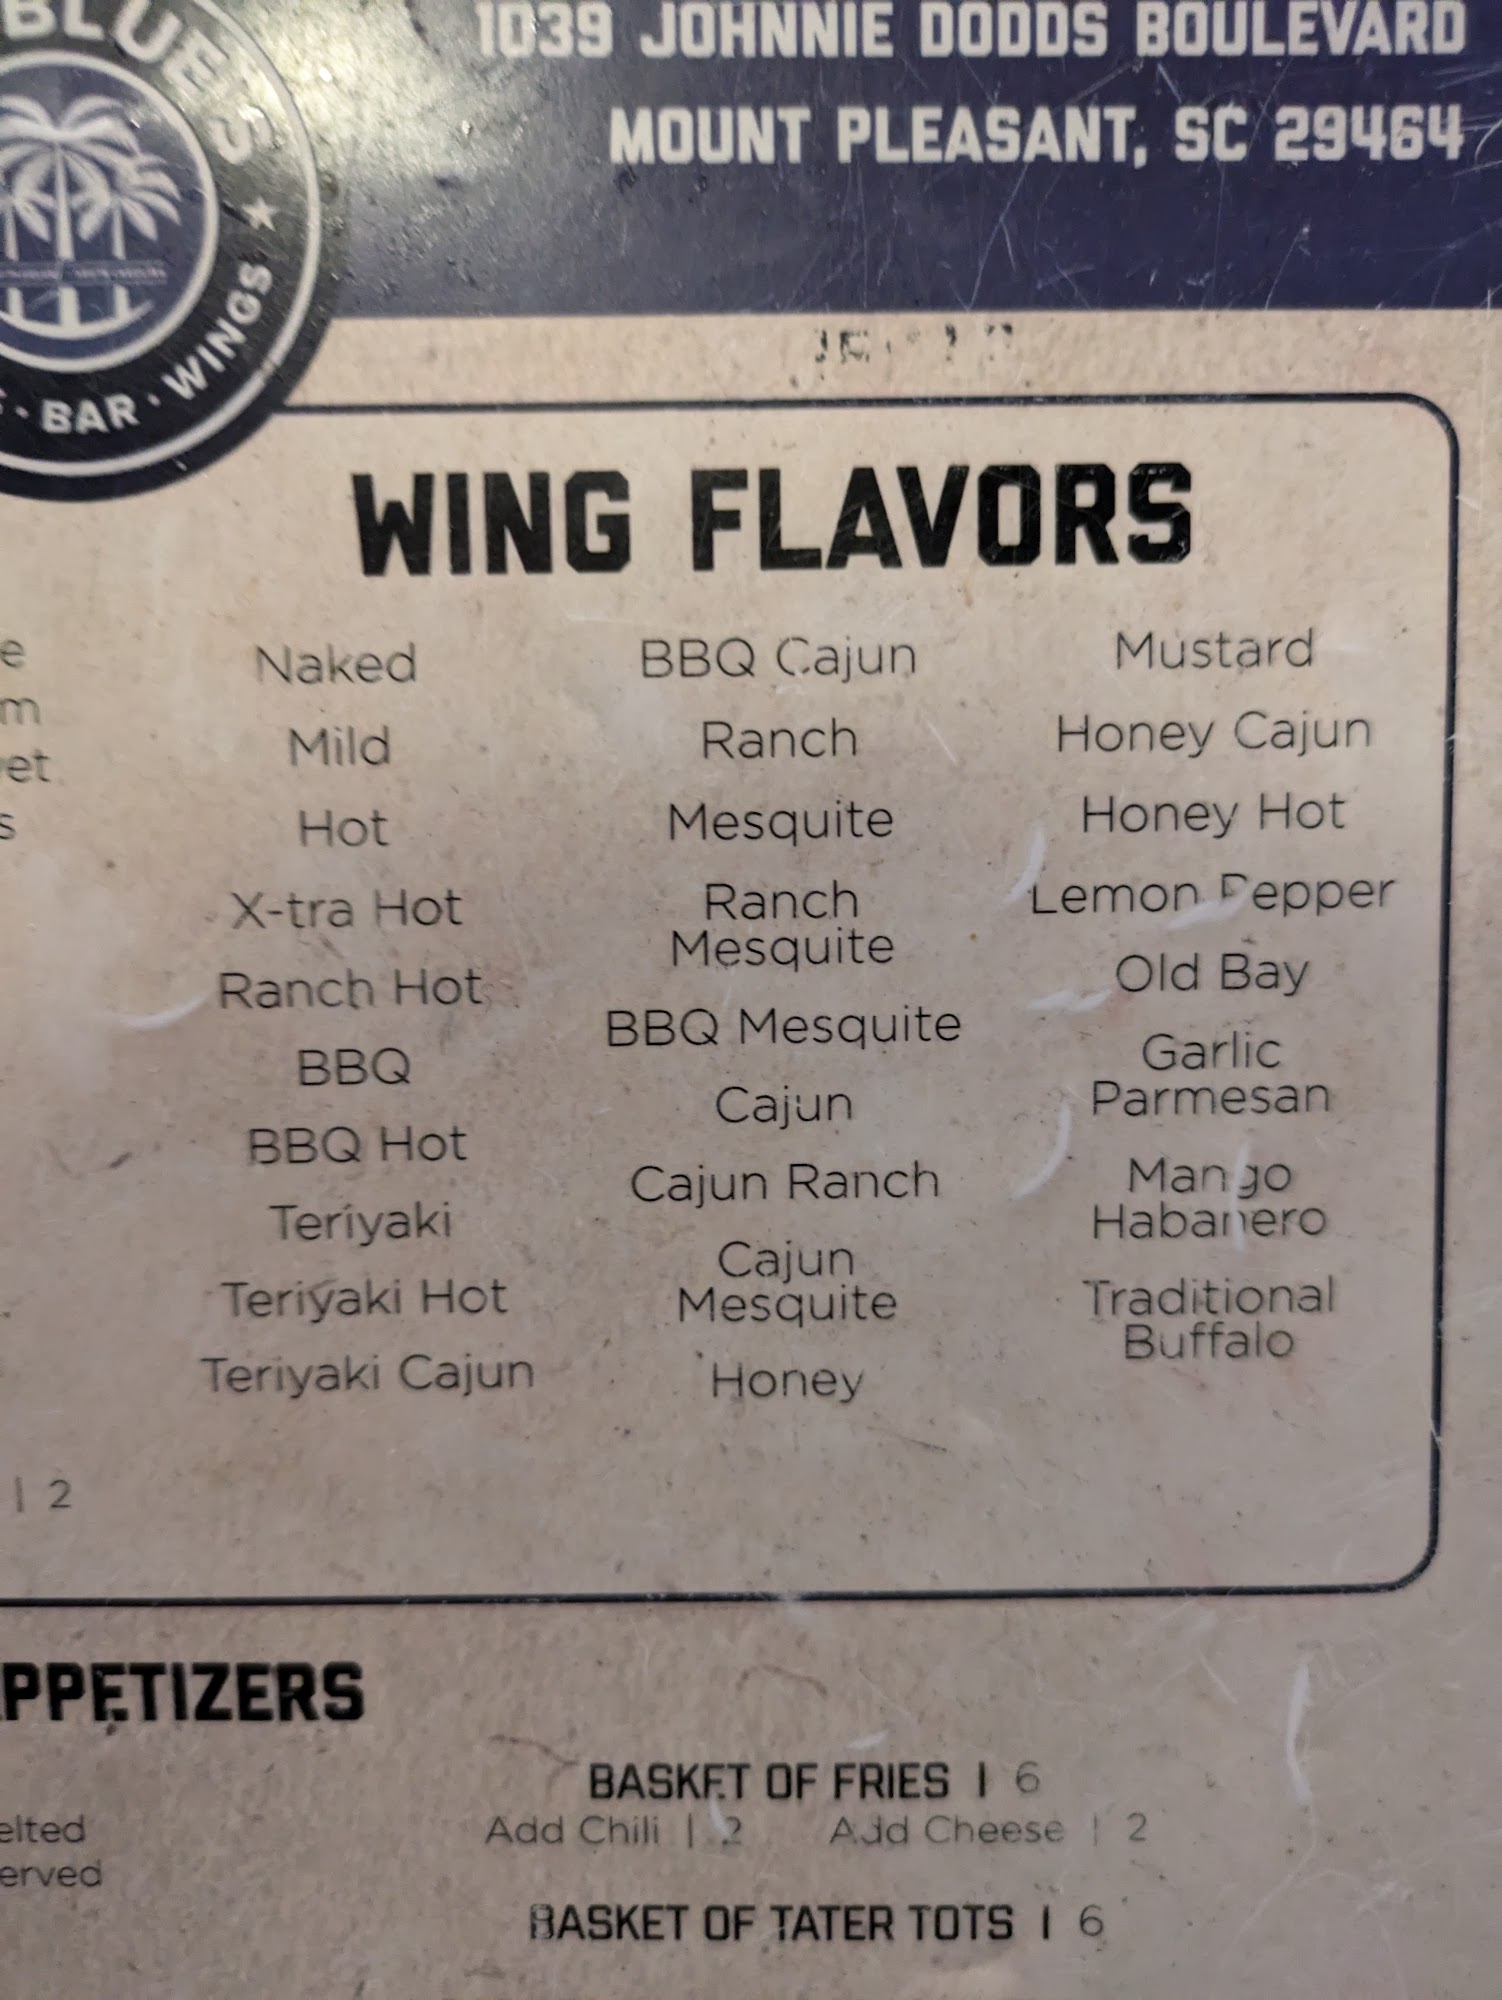 1039 JOHNNIE DODDS BOULEVARD
MOUNT PLEASANT, SC 29464
BLUES
· BAR · WINGS ★
WING FLAVORS
Naked
Mild
Hot
X-tra Hot
Ranch Hot
BBQ
BBQ Hot
Teriyaki
Teriyaki Hot
Teriyaki Cajun
BBQ Cajun
Ranch
Mesquite
Ranch
Mesquite
BBQ Mesquite
Cajun
Cajun Ranch
Cajun
Mesquite
Honey
Mustard
Honey Cajun
Honey Hot
Lemon Pepper
Old Bay
Garlic
Parmesan
Mango
Habanero
Traditional
Buffalo
| 2
PPETIZERS
elted
erved
BASKET OF FRIES | 6
Add Chili | 2 Add Cheese | 2
BASKET OF TATER TOTS | 6